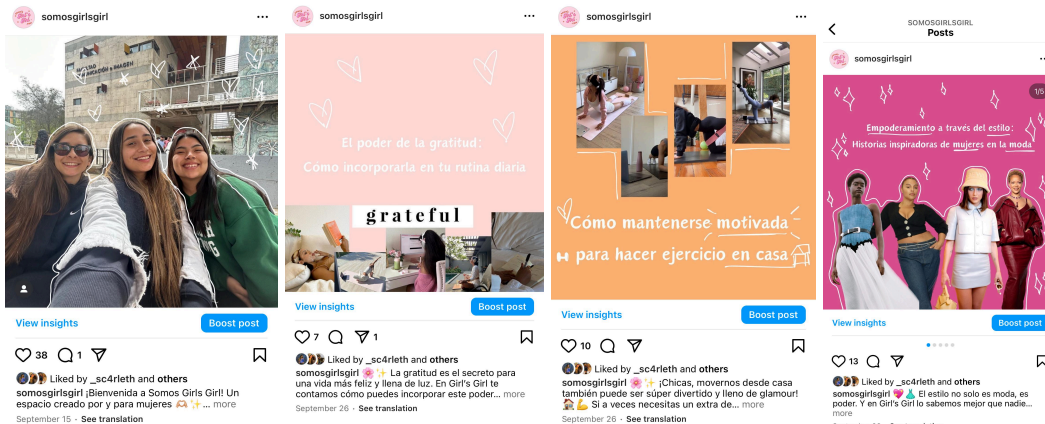 somosgirlsgirl
FACULTAD
COMUNICACIÓN e IMAGEN
View insights
Boost post
38
1
Liked by _sc4rleth and others
somosgirlsgirl ¡Bienvenida a Somos Girls Girl! Un
espacio creado por y para mujeres 🫶🏼✨... more
September 15 · See translation
somosgirlsgirl
El poder de la gratitud:
Cómo incorporarla en tu rutina diaria
grateful
View insights
Boost post
7
1
Liked by _sc4rleth and others
somosgirlsgirl 🌸✨ La gratitud es el secreto para
una vida más feliz y llena de luz. En Girl's Girl te
contamos cómo puedes incorporar este poder... more
September 26 · See translation
somosgirlsgirl
Cómo mantenerse motivada
para hacer ejercicio en casa
View insights
Boost post
10
Liked by _sc4rleth and others
somosgirlsgirl 🌸✨ ¡Chicas, movernos desde casa
también puede ser súper divertido y lleno de glamour!
🏠💪 Si a veces necesitas un extra de... more
September 26 · See translation
SOMOSGIRLSGIRL
Posts
somosgirlsgirl
1/5
Empoderamiento a través del estilo:
Historias inspiradoras de mujeres en la moda
View insights
Boost post
13
Liked by _sc4rleth and others
somosgirlsgirl 💖👗 El estilo no solo es moda, es
poder. Y en Girl's Girl lo sabemos mejor que nadie...
more